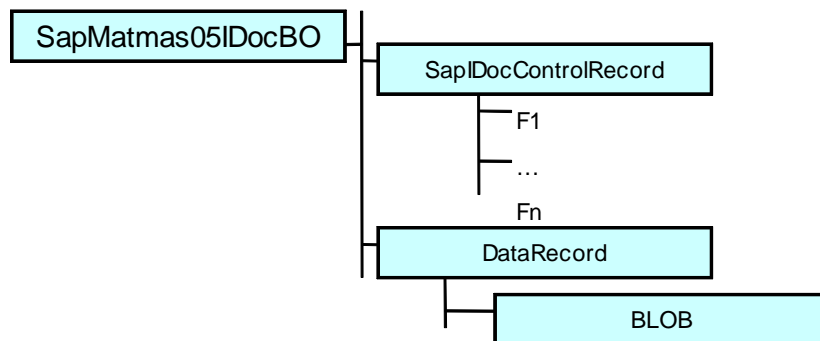 SapMatmas05IDocBO
SapIDocControlRecord
F1
…
Fn
DataRecord
BLOB